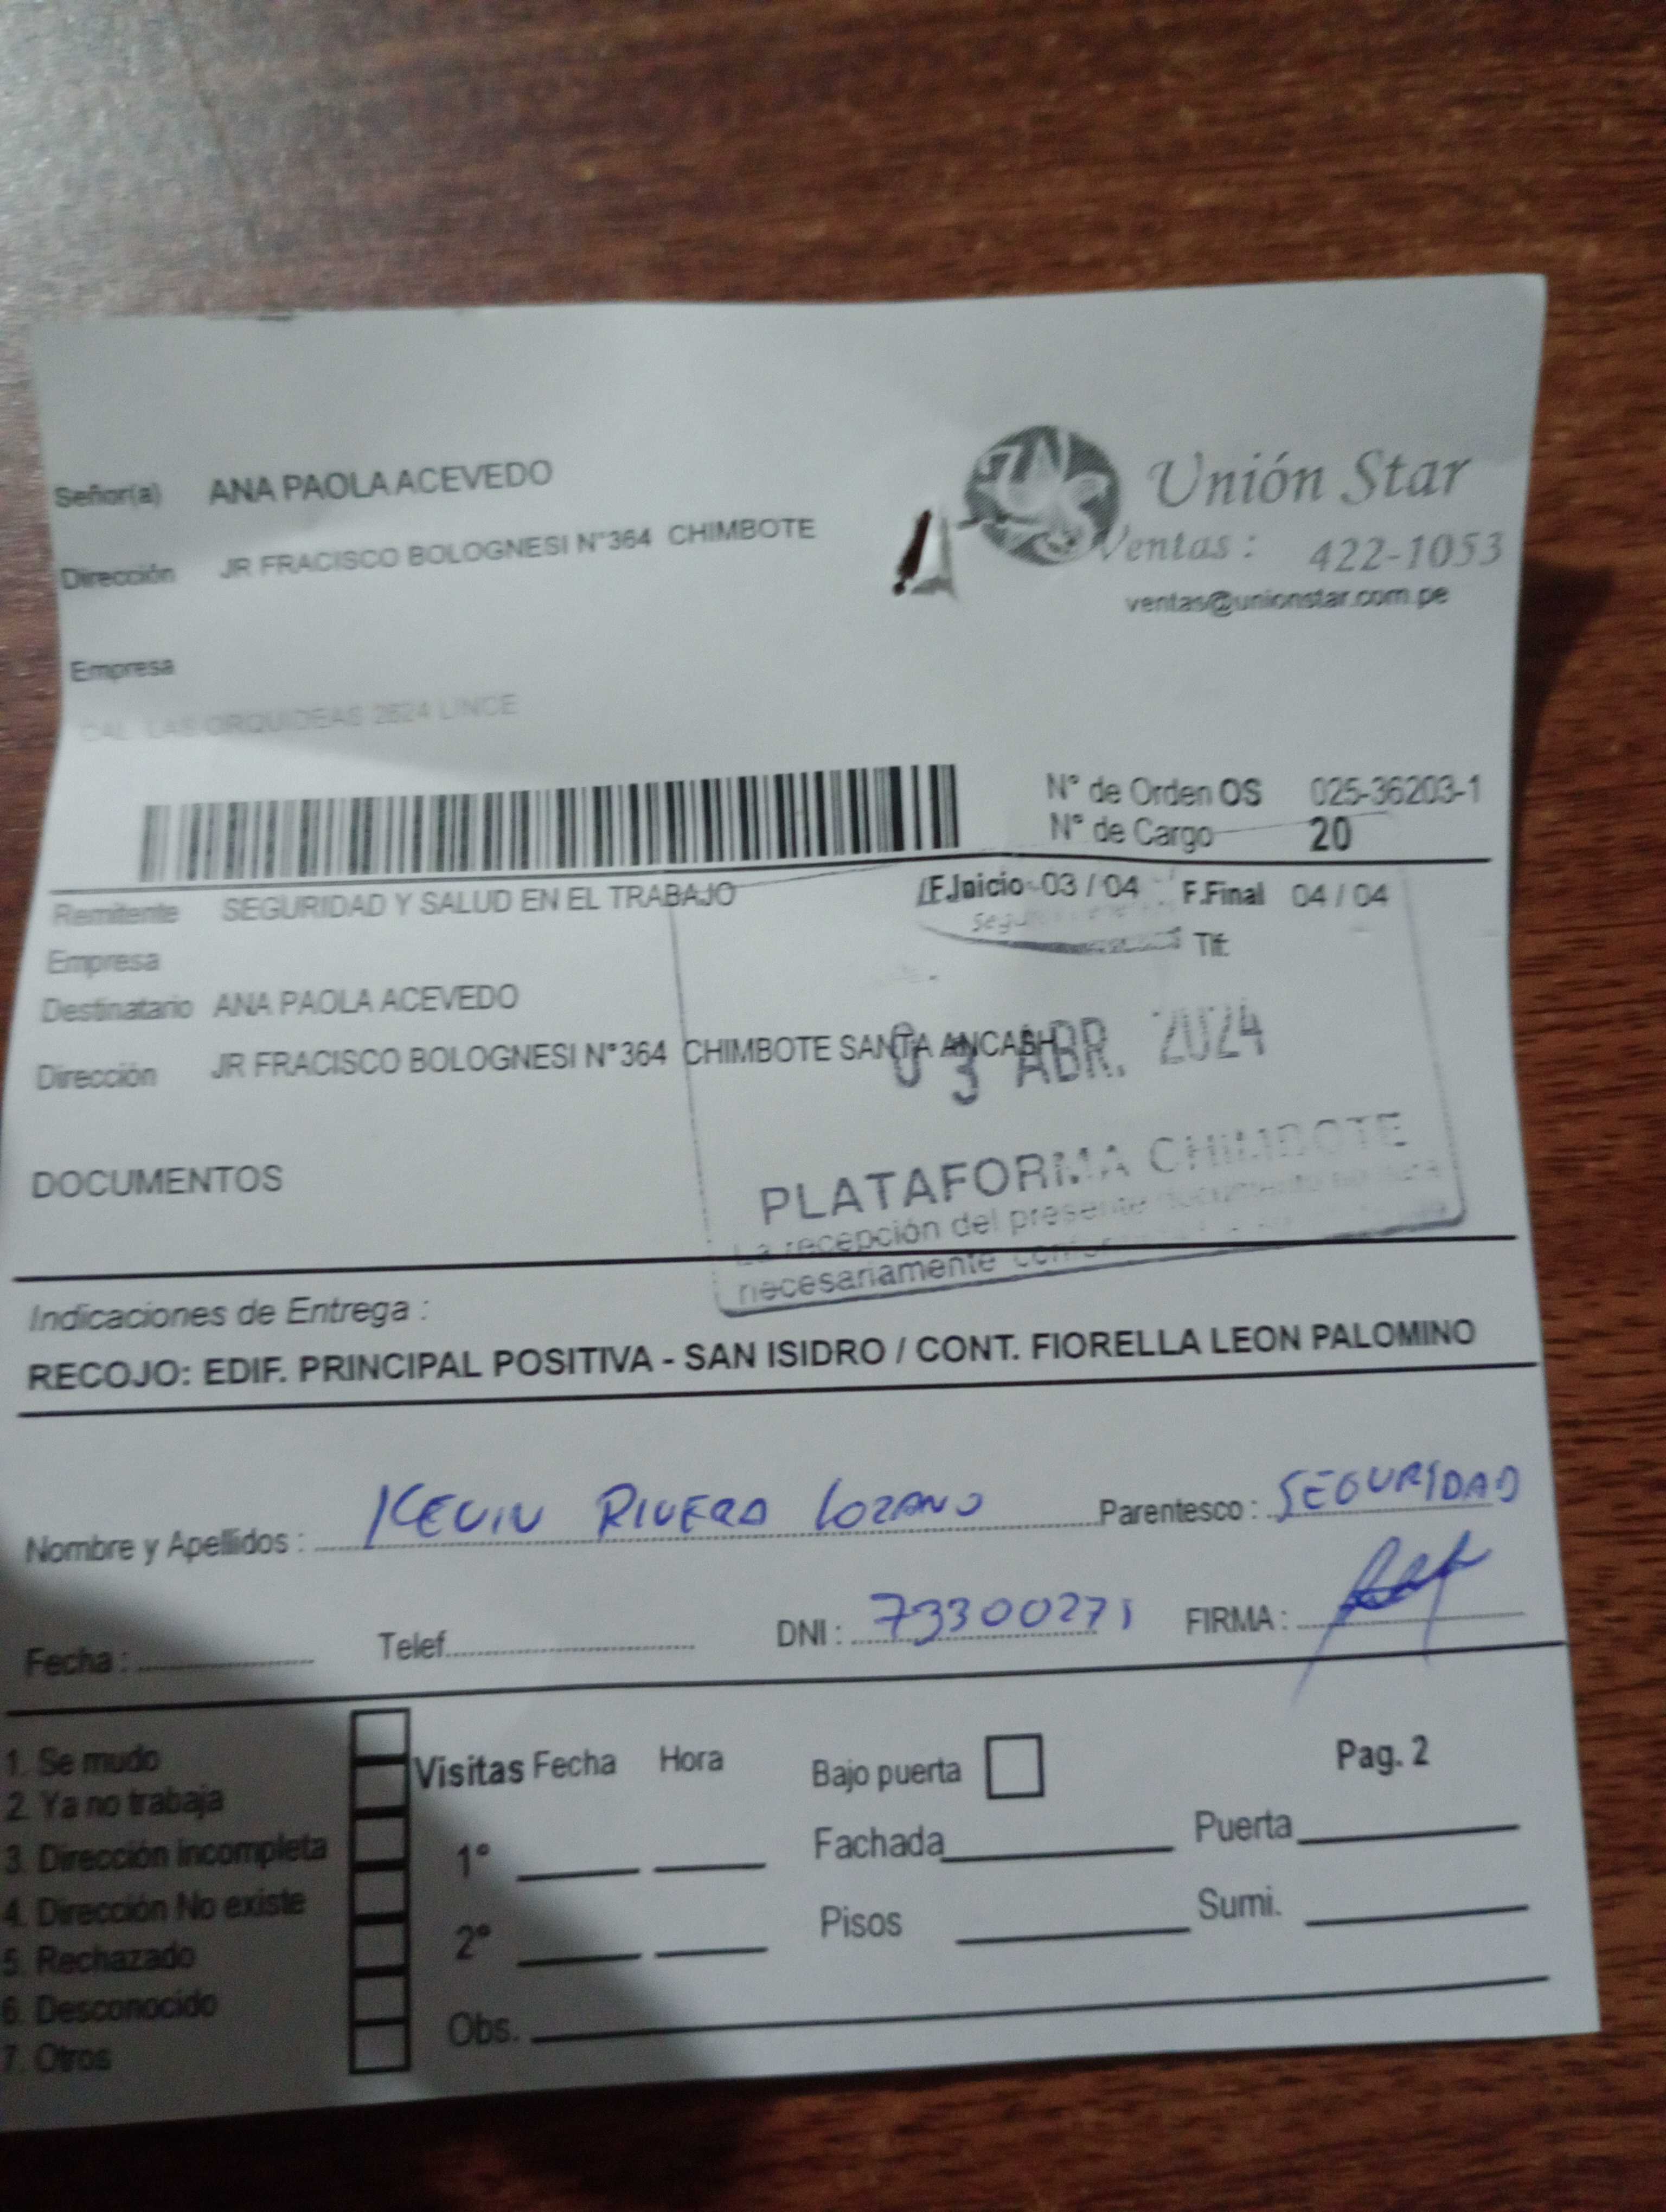 Señor(a) ANA PAOLA ACEVEDO
Dirección JR FRACISCO BOLOGNESI N°364 CHIMBOTE
Unión Star
Ventas : 422-1053
ventas@unionstar.com.pe
Empresa
CAL. LAS ORQUIDEAS 2624 LINCE
N° de Orden OS 025-36203-1
N° de Cargo 20
Remitente SEGURIDAD Y SALUD EN EL TRABAJO
F.Inicio 03 / 04 F.Final 04 / 04
Empresa
Tlf:
Destinatario ANA PAOLA ACEVEDO
Dirección JR FRACISCO BOLOGNESI N°364 CHIMBOTE SANTA ANCASH
03 ABR. 2024
DOCUMENTOS
PLATAFORMA CHIMBOTE
La recepción del presente documento
necesariamente
Indicaciones de Entrega :
RECOJO: EDIF. PRINCIPAL POSITIVA - SAN ISIDRO / CONT. FIORELLA LEON PALOMINO
Nombre y Apellidos : KEVIN RIVERA LOZANO Parentesco : SEGURIDAD
Fecha : Telef. DNI : 73300271 FIRMA :
1. Se mudo
2. Ya no trabaja
3. Dirección incompleta
4. Dirección No existe
5. Rechazado
6. Desconocido
7. Otros
Visitas Fecha Hora
1°
2°
Obs.
Bajo puerta
Pag. 2
Fachada Puerta
Pisos Sumi.